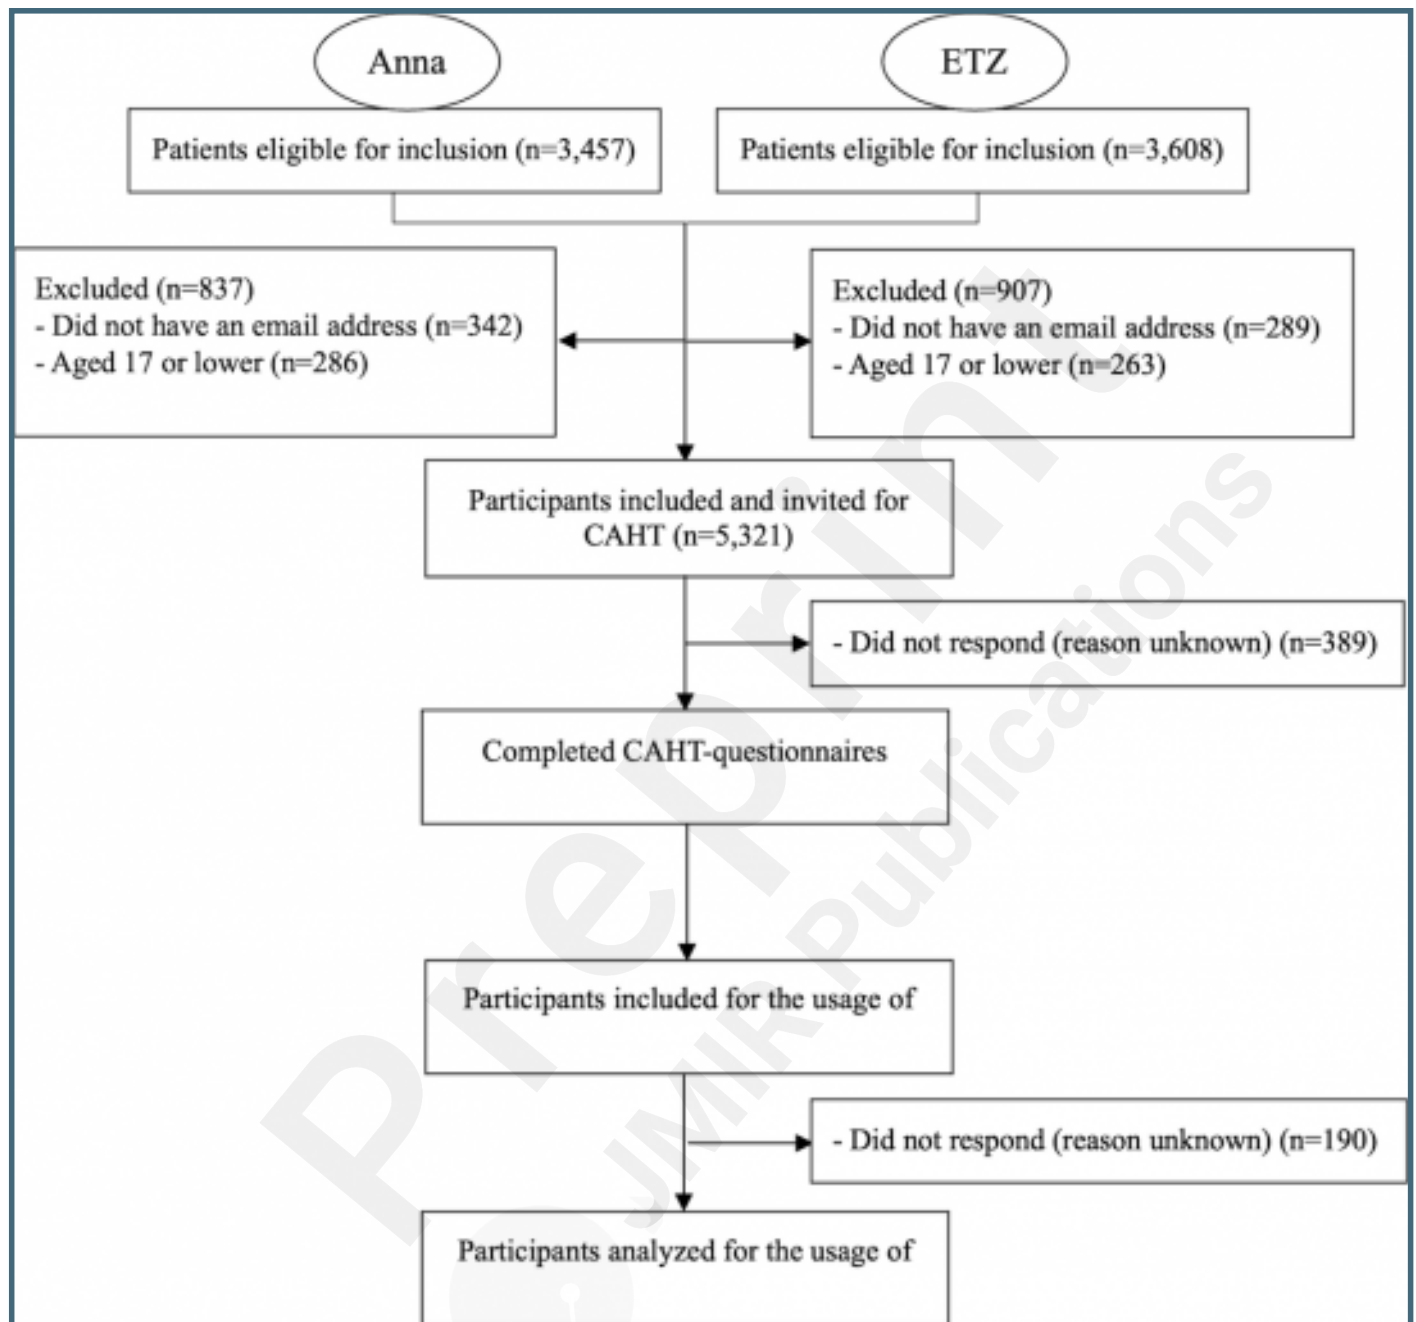 Anna
ETZ
Patients eligible for inclusion (n=3,457)
Patients eligible for inclusion (n=3,608)
Excluded (n=837)
- Did not have an email address (n=342)
- Aged 17 or lower (n=286)
Excluded (n=907)
- Did not have an email address (n=289)
- Aged 17 or lower (n=263)
Participants included and invited for
CAHT (n=5,321)
- Did not respond (reason unknown) (n=389)
Completed CAHT-questionnaires
Participants included for the usage of
- Did not respond (reason unknown) (n=190)
Participants analyzed for the usage of
Preprint
JMIR Publications